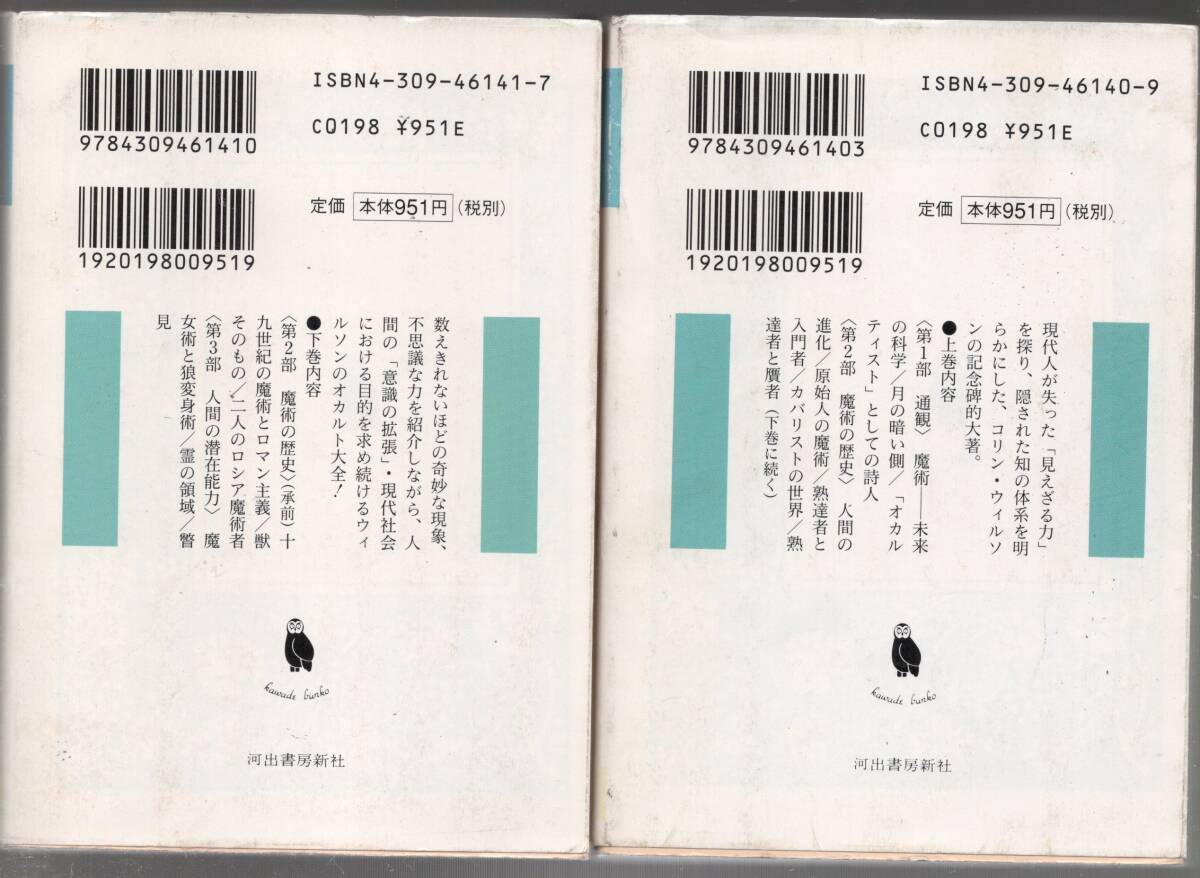 ISBN4-309-46141-7
C0198 ¥951E
9784309461410
定価 本体951円(税別)
1920198009519
数えきれないほどの奇妙な現象、
不思議な力を紹介しながら、人
間の「意識の拡張」・現代社会
における目的を求め続けるウィ
ルソンのオカルト大全!
●下巻内容
〈第2部 魔術の歴史〉(承前)十
九世紀の魔術とロマン主義/獣
そのもの/二人のロシア魔術者
〈第3部 人間の潜在能力〉 魔
女術と狼変身術/霊の領域/瞥
見
kawade bunko
河出書房新社
ISBN4-309-46140-9
C0198 ¥951E
9784309461403
定価 本体951円(税別)
1920198009519
現代人が失った「見えざる力」
を探り、隠された知の体系を明
らかにした、コリン・ウィルソ
ンの記念碑的大著。
●上巻内容
〈第1部 通観〉 魔術――未来
の科学/月の暗い側/「オカル
ティスト」としての詩人
〈第2部 魔術の歴史〉 人間の
進化/原始人の魔術/熟達者と
入門者/カバリストの世界/熟
達者と贋者(下巻に続く)
kawade bunko
河出書房新社